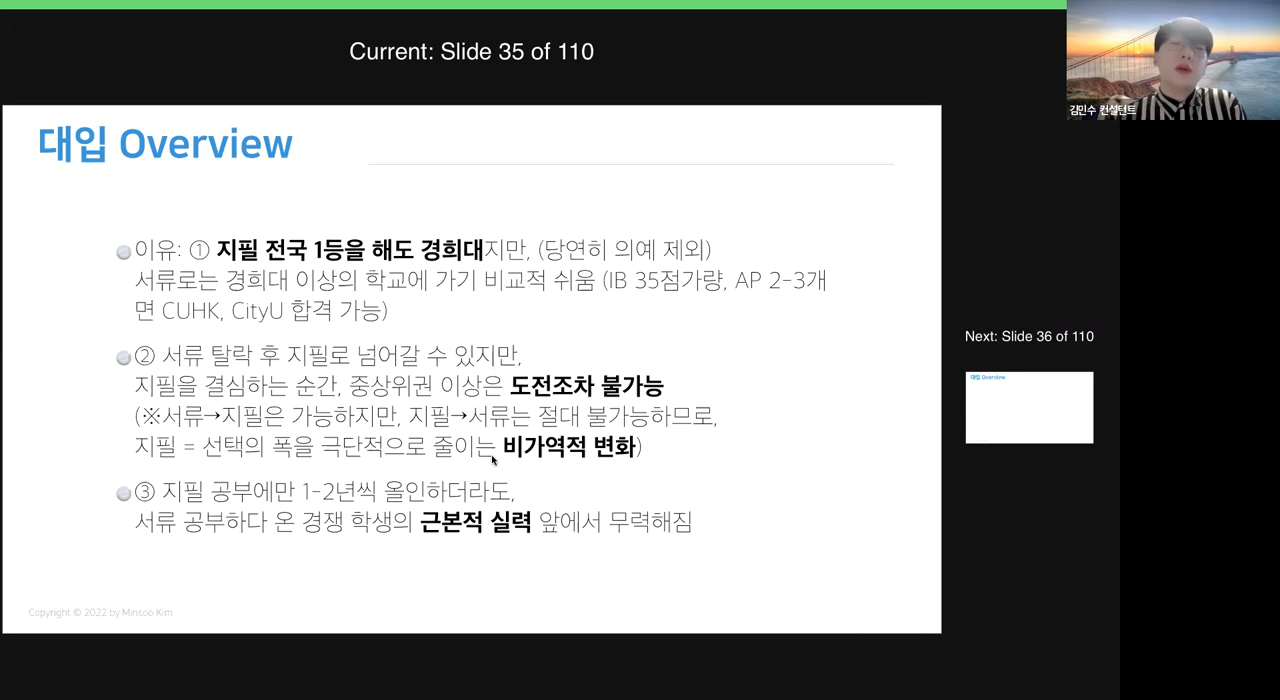 Current: Slide 35 of 110
김민수 컨설턴트
대입 Overview
이유: ① 지필 전국 1등을 해도 경희대지만, (당연히 의예 제외)
서류로는 경희대 이상의 학교에 가기 비교적 쉬움 (IB 35점가량, AP 2-3개
면 CUHK, CityU 합격 가능)
② 서류 탈락 후 지필로 넘어갈 수 있지만,
지필을 결심하는 순간, 중상위권 이상은 도전조차 불가능
(※서류→지필은 가능하지만, 지필→서류는 절대 불가능하므로,
지필 = 선택의 폭을 극단적으로 줄이는 비가역적 변화)
③ 지필 공부에만 1-2년씩 올인하더라도,
서류 공부하다 온 경쟁 학생의 근본적 실력 앞에서 무력해짐
Copyright © 2022 by Minsoo Kim
Next: Slide 36 of 110
대입 Overview